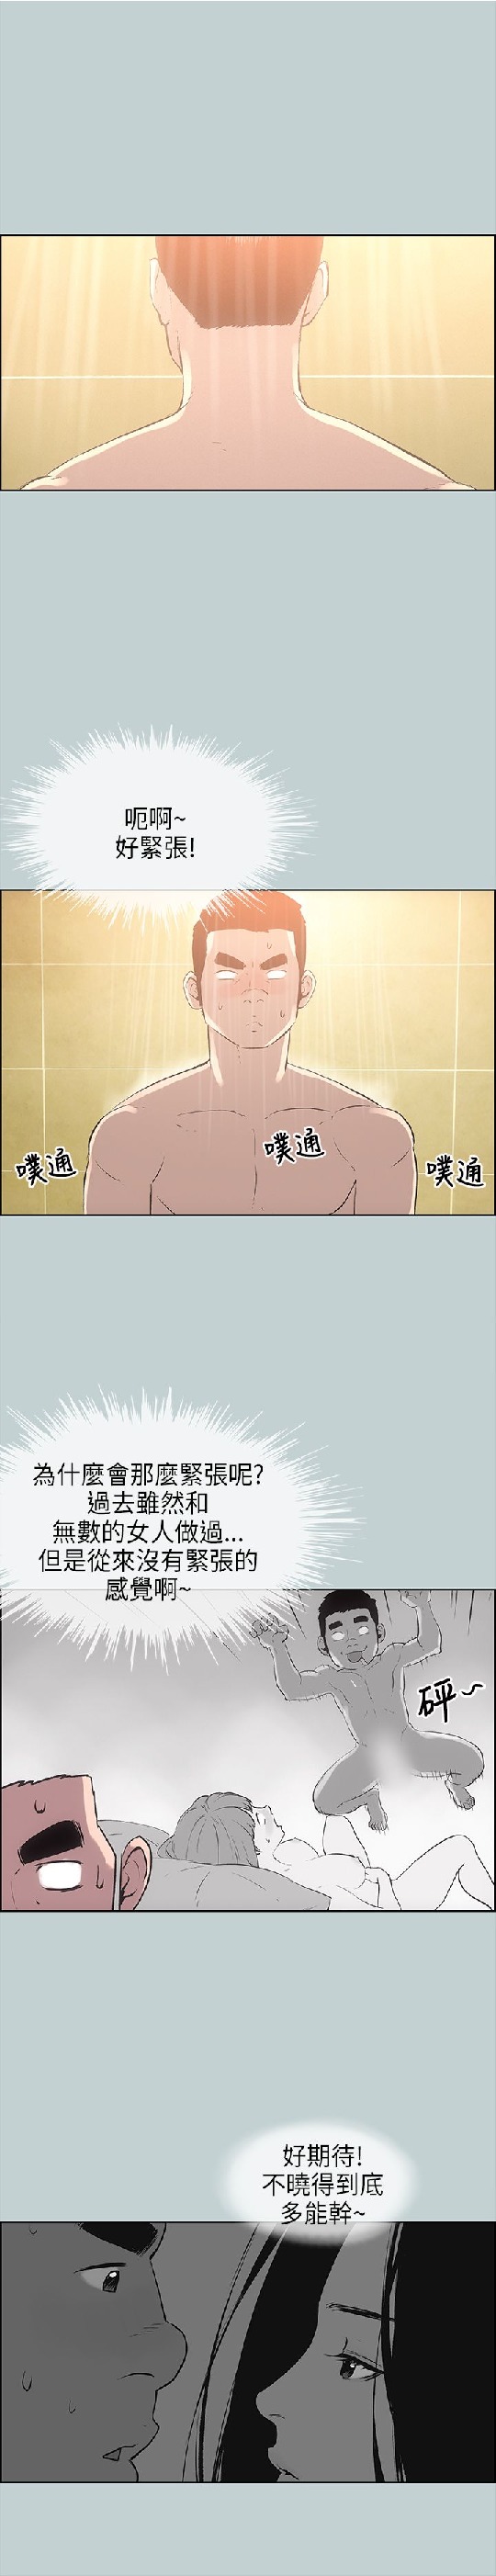 呃啊~
好緊張!
噗通
噗通
噗通
為什麼會那麼緊張呢?
過去雖然和
無數的女人做過...
但是從來沒有緊張的
感覺啊~
砰~
好期待!
不曉得到底
多能幹~